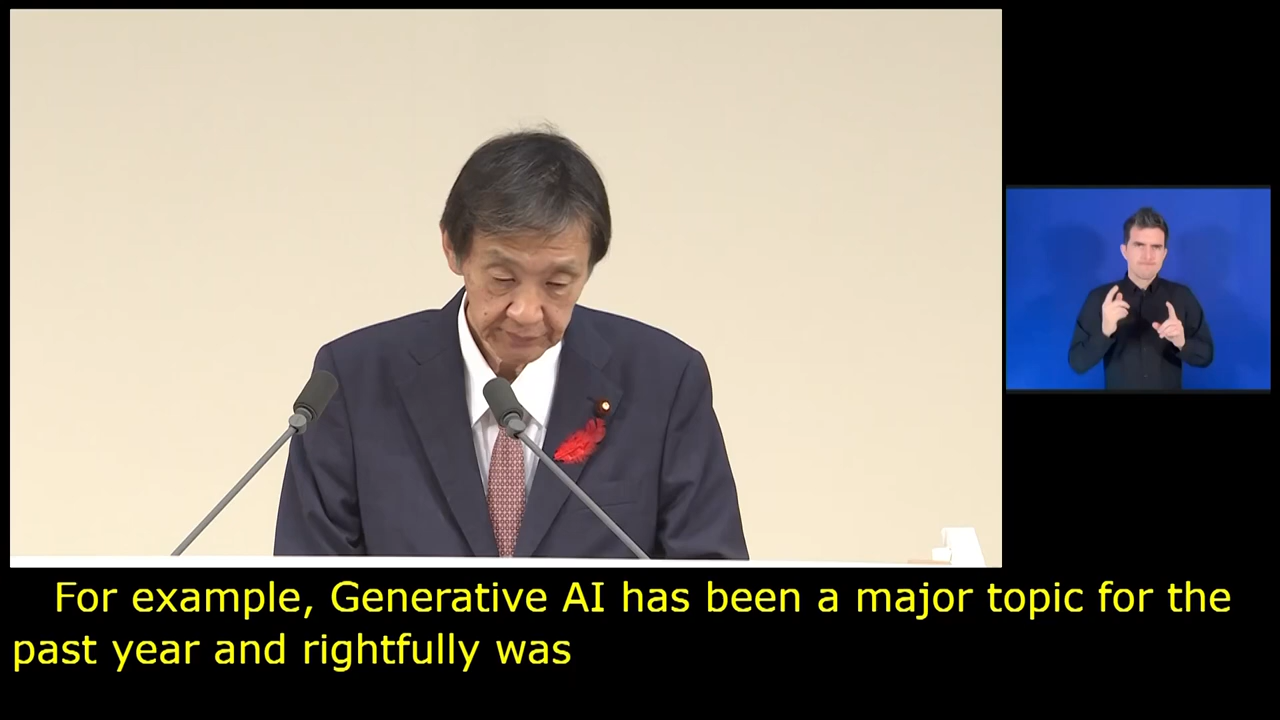 For example, Generative AI has been a major topic for the
past year and rightfully was